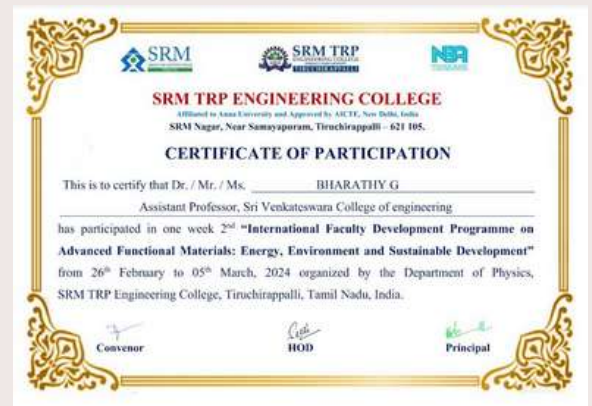 SRM
SRM TRP
ENGINEERING COLLEGE
TIRUCHIRAPPALLI
NBA
SRM TRP ENGINEERING COLLEGE
Affiliated to Anna University and Approved by AICTE, New Delhi, India
SRM Nagar, Near Samayapuram, Tiruchirappalli – 621 105.
CERTIFICATE OF PARTICIPATION
This is to certify that Dr. / Mr. / Ms. BHARATHY G
Assistant Professor, Sri Venkateswara College of engineering
has participated in one week 2nd "International Faculty Development Programme on
Advanced Functional Materials: Energy, Environment and Sustainable Development"
from 26th February to 05th March, 2024 organized by the Department of Physics,
SRM TRP Engineering College, Tiruchirappalli, Tamil Nadu, India.
Convenor
HOD
Principal